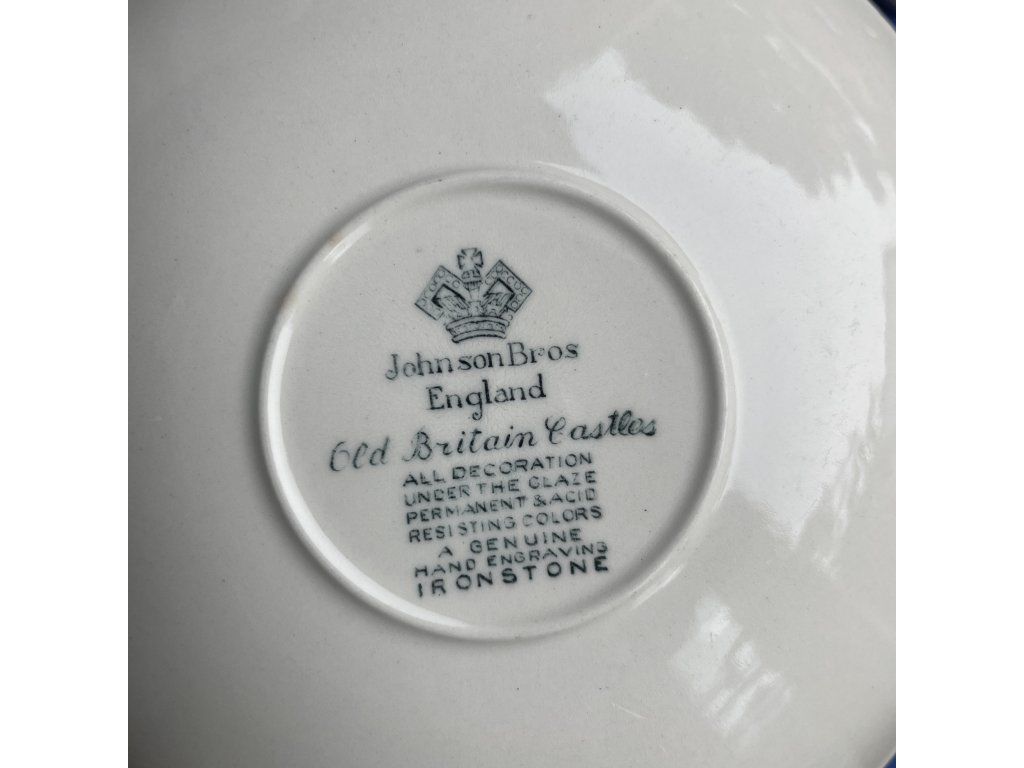 Johnson Bros
England
Old Britain Castles
ALL DECORATION
UNDER THE GLAZE
PERMANENT & ACID
RESISTING COLORS
A GENUINE
HAND ENGRAVING
IRONSTONE